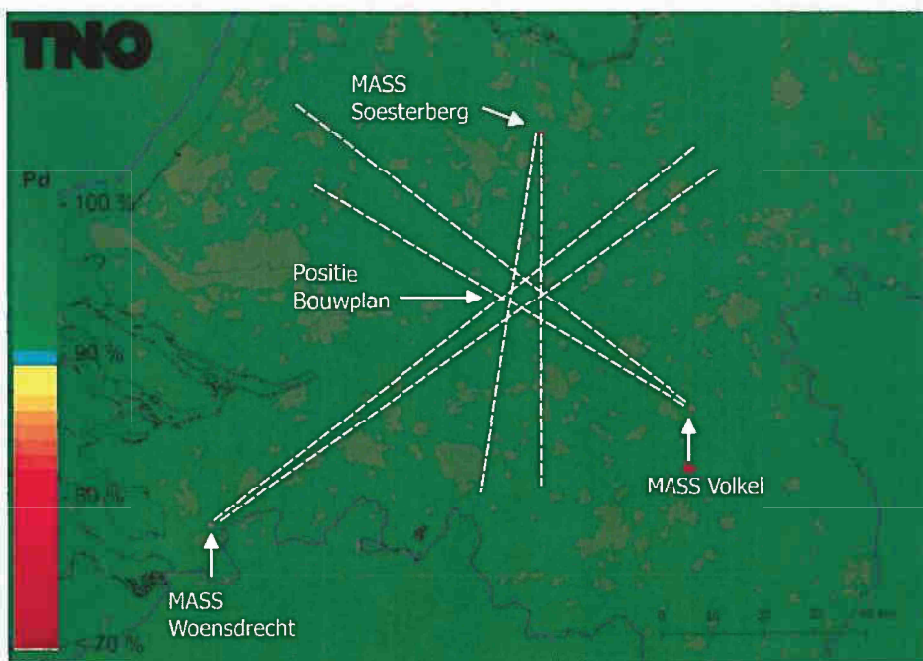 TNO
MASS
Soesterberg
Pd
100 %
Positie
Bouwplan
90 %
80 %
MASS Volkel
MASS
Woensdrecht
< 70 %